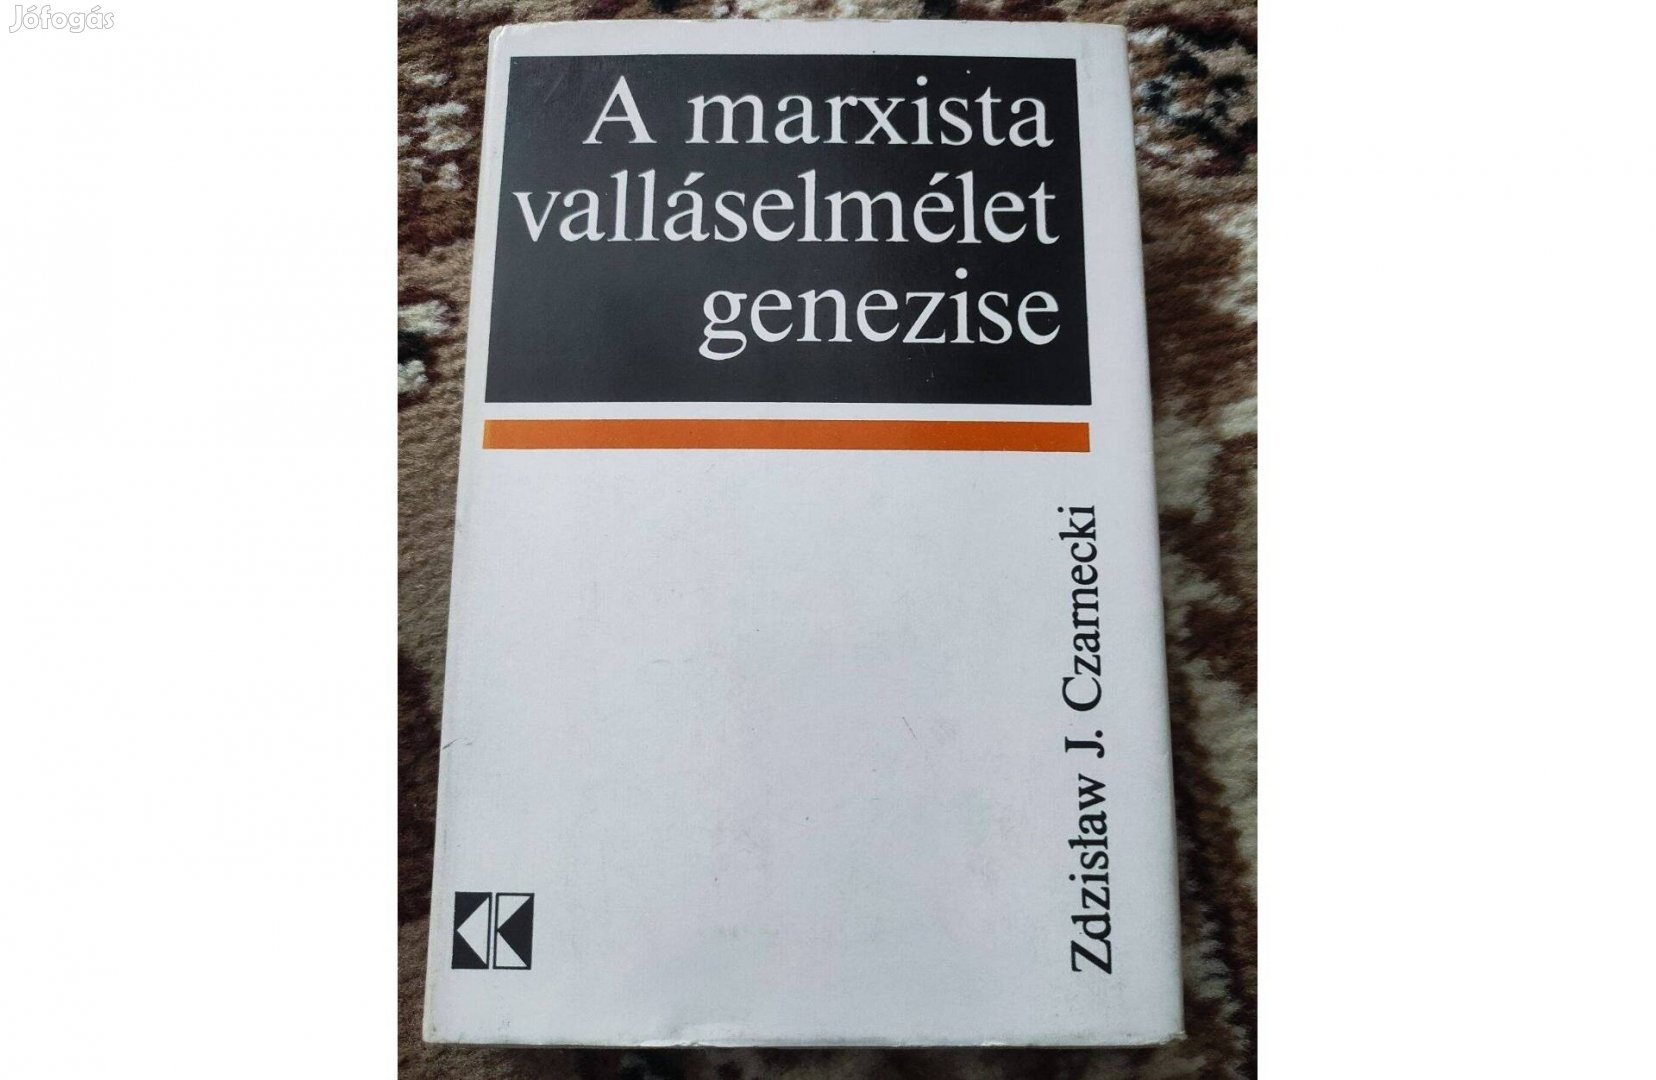 Jófogás
A marxista
valláselmélet
genezise
Zdzisław J. Czarnecki